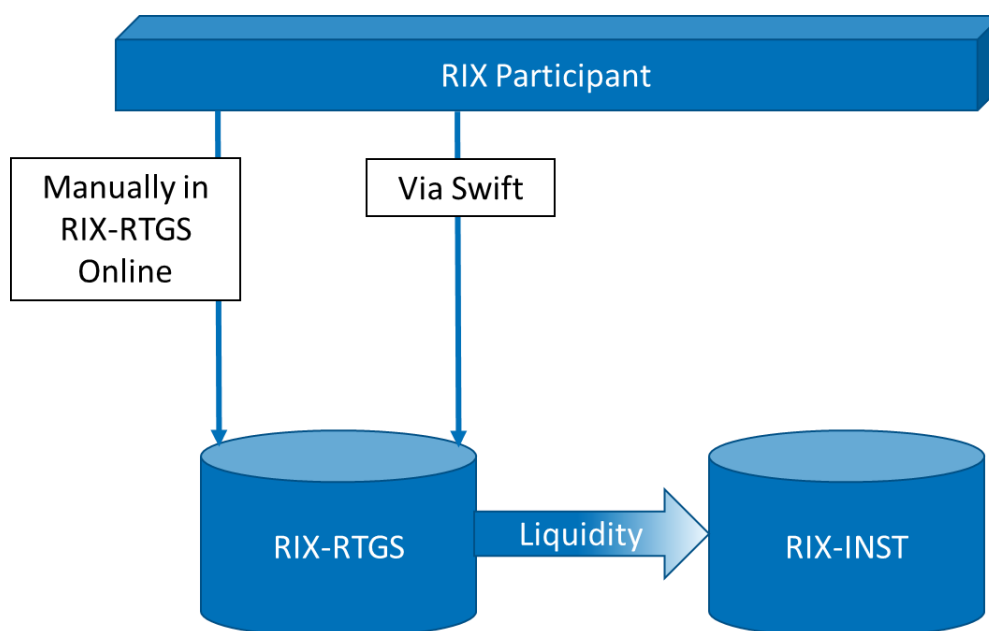 RIX Participant
Manually in
RIX-RTGS
Online
Via Swift
RIX-RTGS
Liquidity
RIX-INST